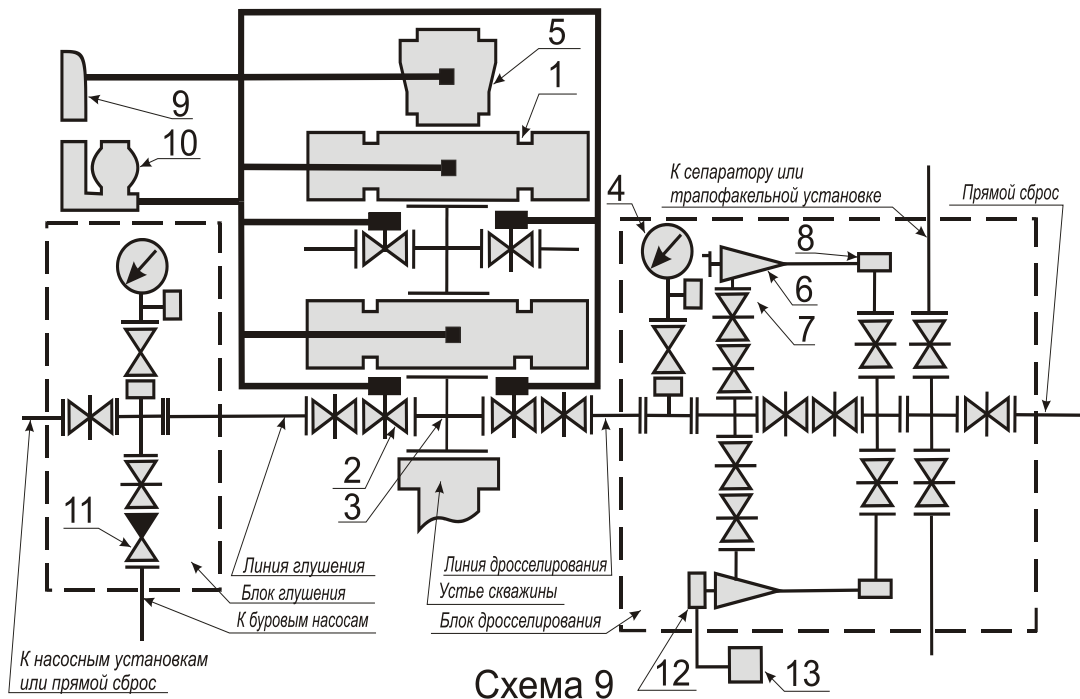 5
1
9
10
4
К сепаратору или
трапофакельной установке
Прямой сброс
8
6
7
2
3
11
Линия глушения
Блок глушения
К буровым насосам
Линия дросселирования
Устье скважины
Блок дросселирования
К насосным установкам
или прямой сброс
12
13
Схема 9